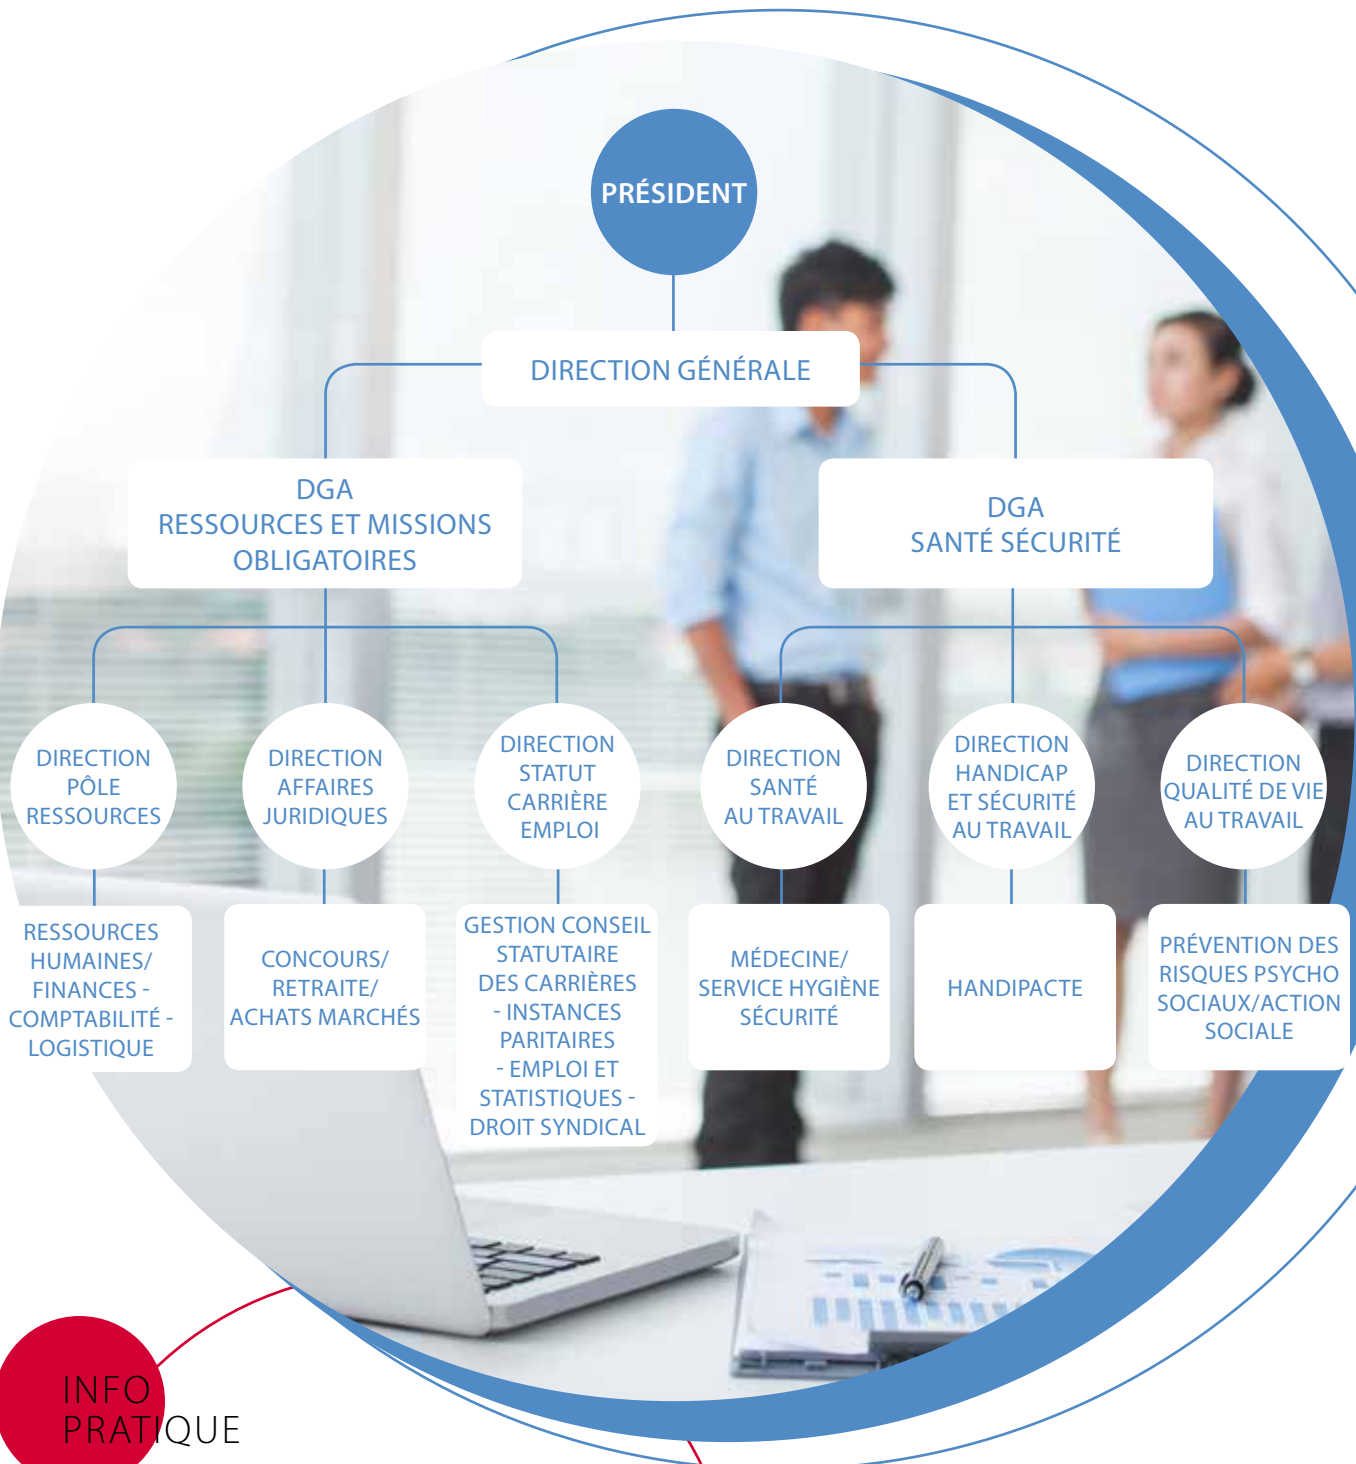 PRÉSIDENT
DIRECTION GÉNÉRALE
DGA
RESSOURCES ET MISSIONS
OBLIGATOIRES
DGA
SANTÉ SÉCURITÉ
DIRECTION
PÔLE
RESSOURCES
DIRECTION
AFFAIRES
JURIDIQUES
DIRECTION
STATUT
CARRIÈRE
EMPLOI
DIRECTION
SANTÉ
AU TRAVAIL
DIRECTION
HANDICAP
ET SÉCURITÉ
AU TRAVAIL
DIRECTION
QUALITÉ DE VIE
AU TRAVAIL
RESSOURCES
HUMAINES/
FINANCES -
COMPTABILITÉ -
LOGISTIQUE
CONCOURS/
RETRAITE/
ACHATS MARCHÉS
GESTION CONSEIL
STATUTAIRE
DES CARRIÈRES
- INSTANCES
PARITAIRES
- EMPLOI ET
STATISTIQUES -
DROIT SYNDICAL
MÉDECINE/
SERVICE HYGIÈNE
SÉCURITÉ
HANDIPACTE
PRÉVENTION DES
RISQUES PSYCHO
SOCIAUX/ACTION
SOCIALE
INFO
PRATIQUE